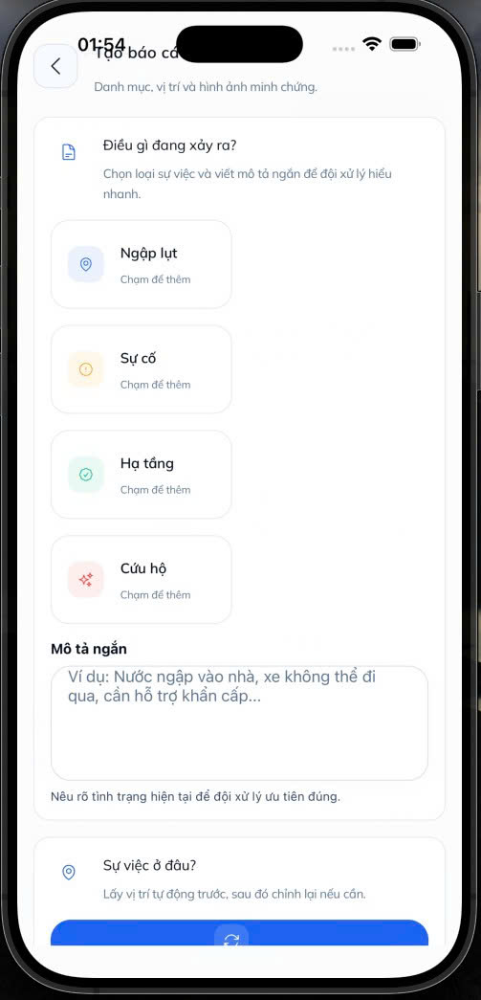 01:54
Tạo báo cá
Danh mục, vị trí và hình ảnh minh chứng.
Điều gì đang xảy ra?
Chọn loại sự việc và viết mô tả ngắn để đội xử lý hiểu
nhanh.
Ngập lụt
Chạm để thêm
Sự cố
Chạm để thêm
Hạ tầng
Chạm để thêm
Cứu hộ
Chạm để thêm
Mô tả ngắn
Ví dụ: Nước ngập vào nhà, xe không thể đi
qua, cần hỗ trợ khẩn cấp...
Nêu rõ tình trạng hiện tại để đội xử lý ưu tiên đúng.
Sự việc ở đâu?
Lấy vị trí tự động trước, sau đó chỉnh lại nếu cần.